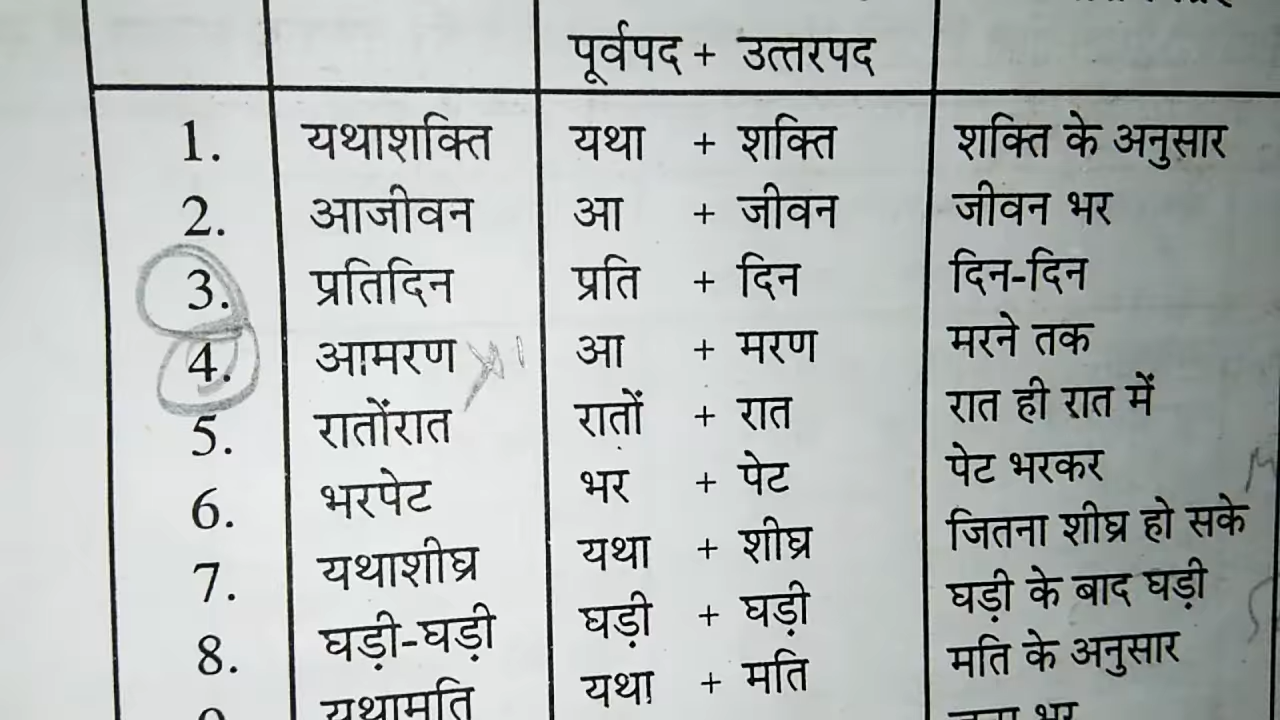 पूर्वपद + उत्तरपद
1. यथाशक्ति यथा + शक्ति शक्ति के अनुसार
2. आजीवन आ + जीवन जीवन भर
3. प्रतिदिन प्रति + दिन दिन-दिन
4. आमरण आ + मरण मरने तक
5. रातोंरात रातों + रात रात ही रात में
6. भरपेट भर + पेट पेट भरकर
7. यथाशीघ्र यथा + शीघ्र जितना शीघ्र हो सके
8. घड़ी-घड़ी घड़ी + घड़ी घड़ी के बाद घड़ी
यथामति यथा + मति मति के अनुसार